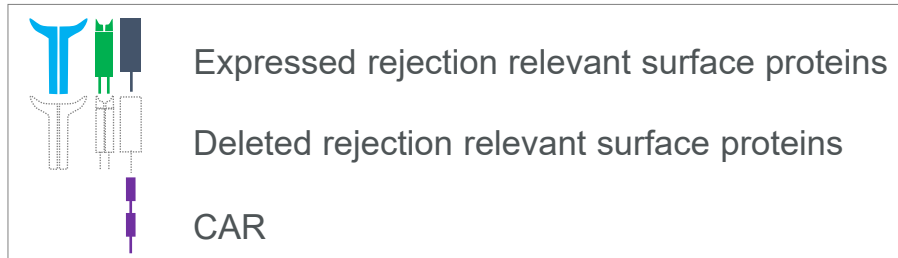 Expressed rejection relevant surface proteins
Deleted rejection relevant surface proteins
CAR